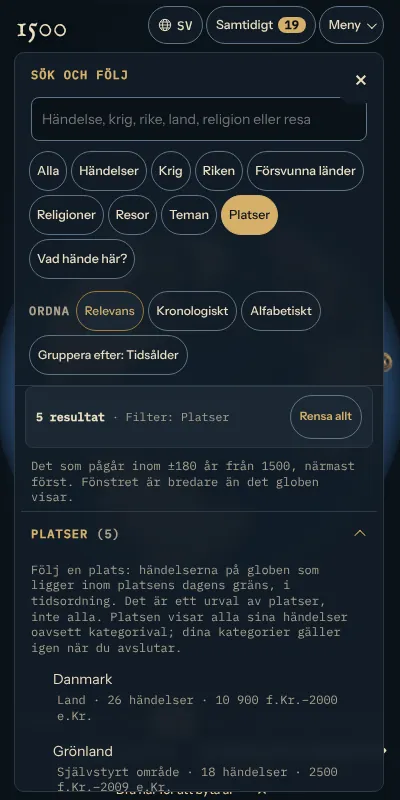 1500
SV
Samtidigt 19
Meny
SÖK OCH FÖLJ
×
Händelse, krig, rike, land, religion eller resa
Alla
Händelser
Krig
Riken
Försvunna länder
Religioner
Resor
Teman
Platser
Vad hände här?
ORDNA
Relevans
Kronologiskt
Alfabetiskt
Gruppera efter: Tidsålder
5 resultat · Filter: Platser
Rensa allt
Det som pågår inom ±180 år från 1500, närmast
först. Fönstret är bredare än det globen
visar.
PLATSER (5)
Följ en plats: händelserna på globen som
ligger inom platsens dagens gräns, i
tidsordning. Det är ett urval av platser,
inte alla. Platsen visar alla sina händelser
oavsett kategorival; dina kategorier gäller
igen när du avslutar.
Danmark
Land · 26 händelser · 10 900 f.Kr.–2000
e.Kr.
Grönland
Självstyrt område · 18 händelser · 2500
f.Kr.–2009 e.Kr.